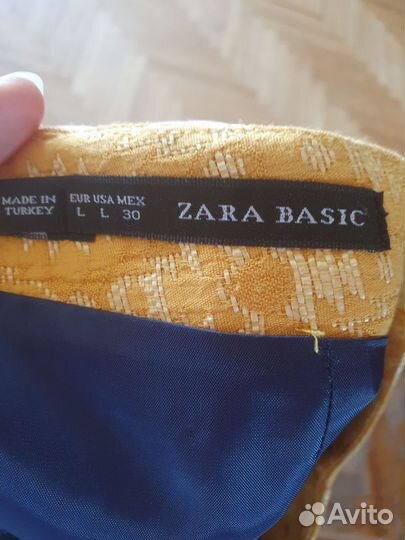 MADE IN
TURKEY
EUR USA MEX
L L 30
ZARA BASIC
Avito